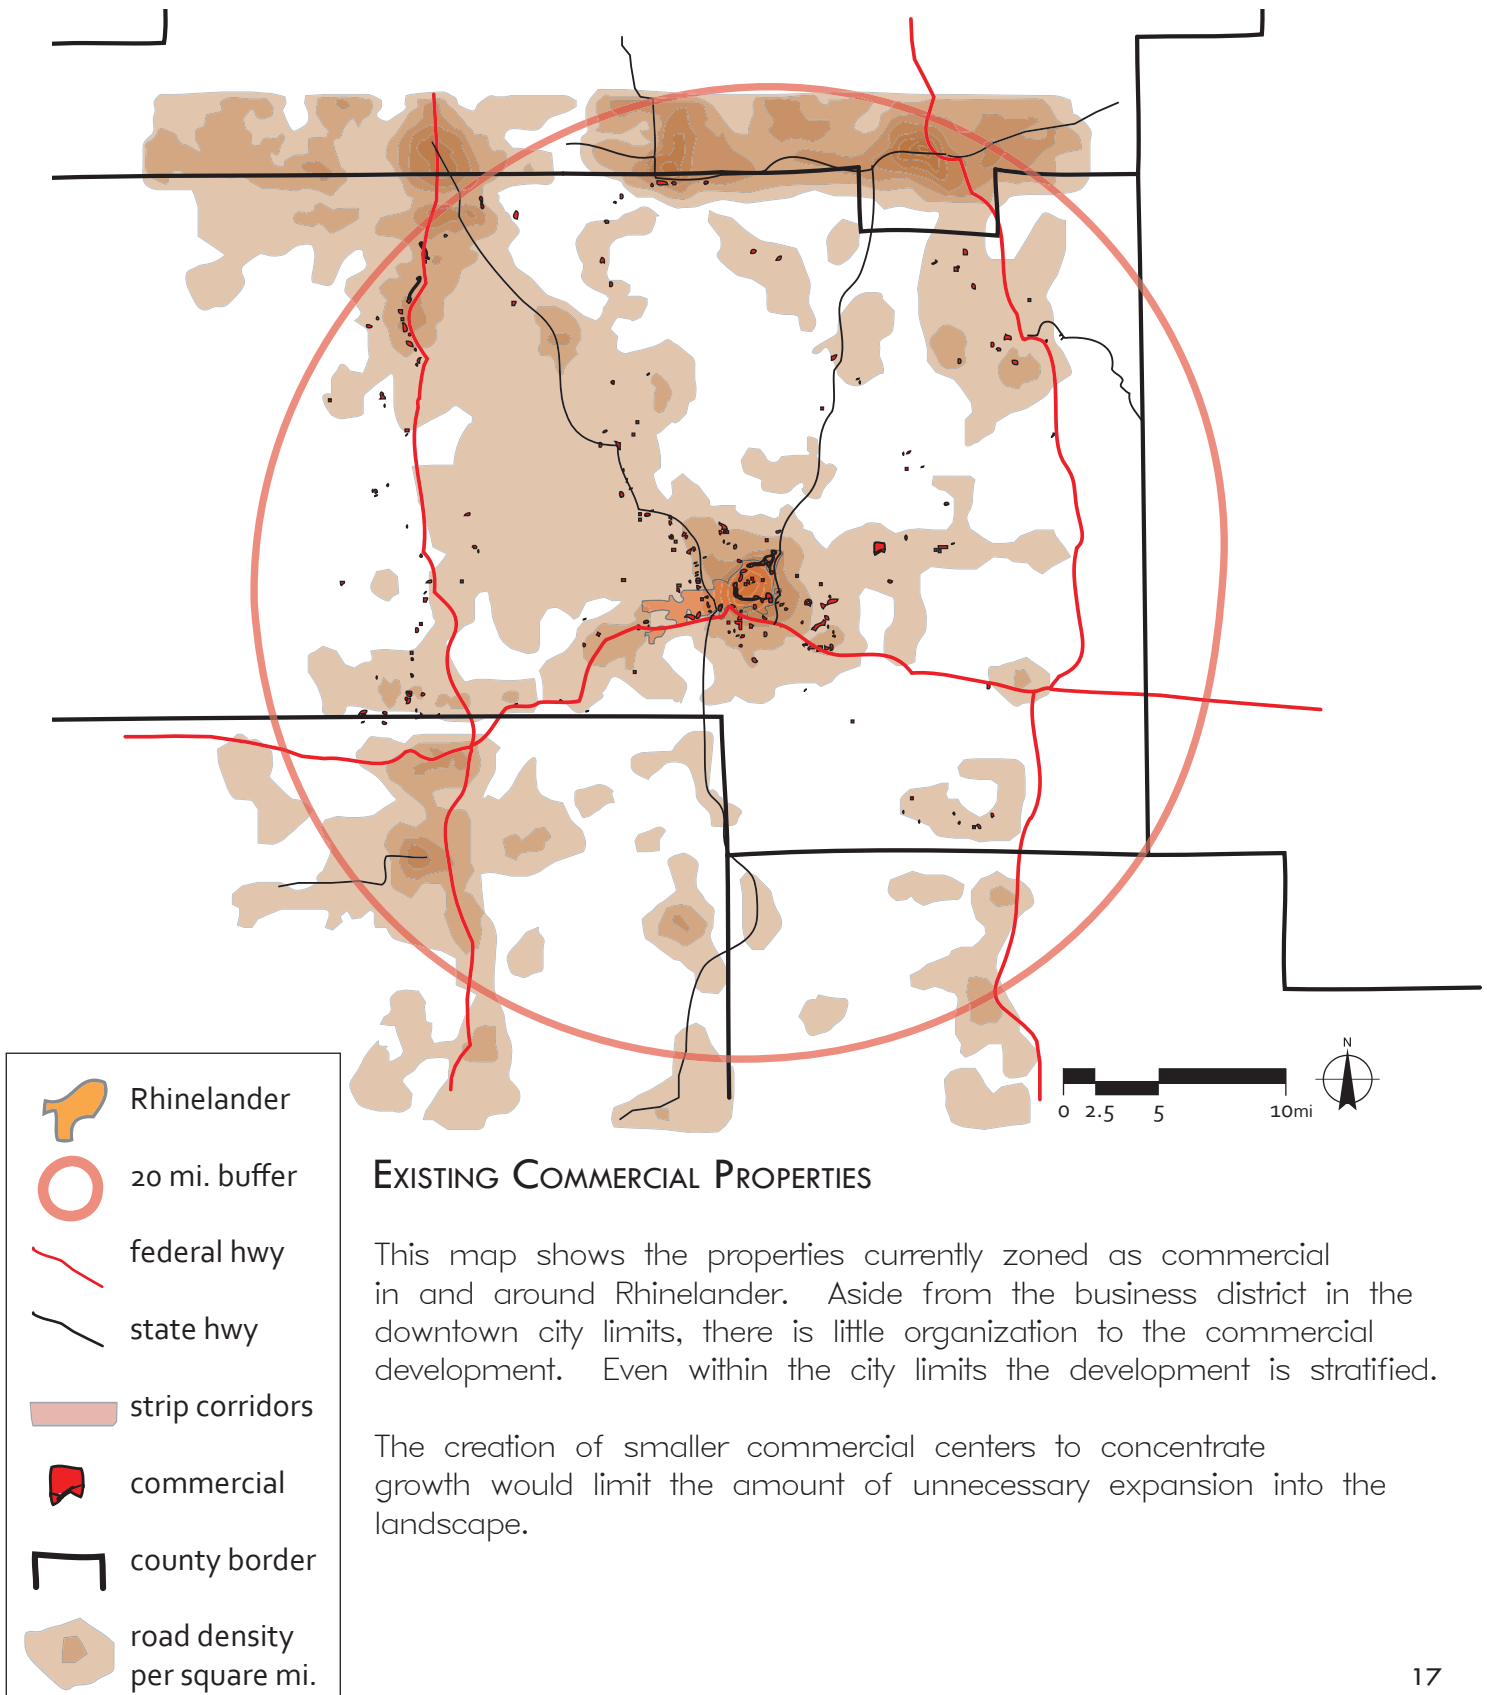 N
0 2.5 5 10mi
Rhinelander
20 mi. buffer
federal hwy
state hwy
strip corridors
commercial
county border
road density
per square mi.
Existing Commercial Properties
This map shows the properties currently zoned as commercial
in and around Rhinelander. Aside from the business district in the
downtown city limits, there is little organization to the commercial
development. Even within the city limits the development is stratified.
The creation of smaller commercial centers to concentrate
growth would limit the amount of unnecessary expansion into the
landscape.
17